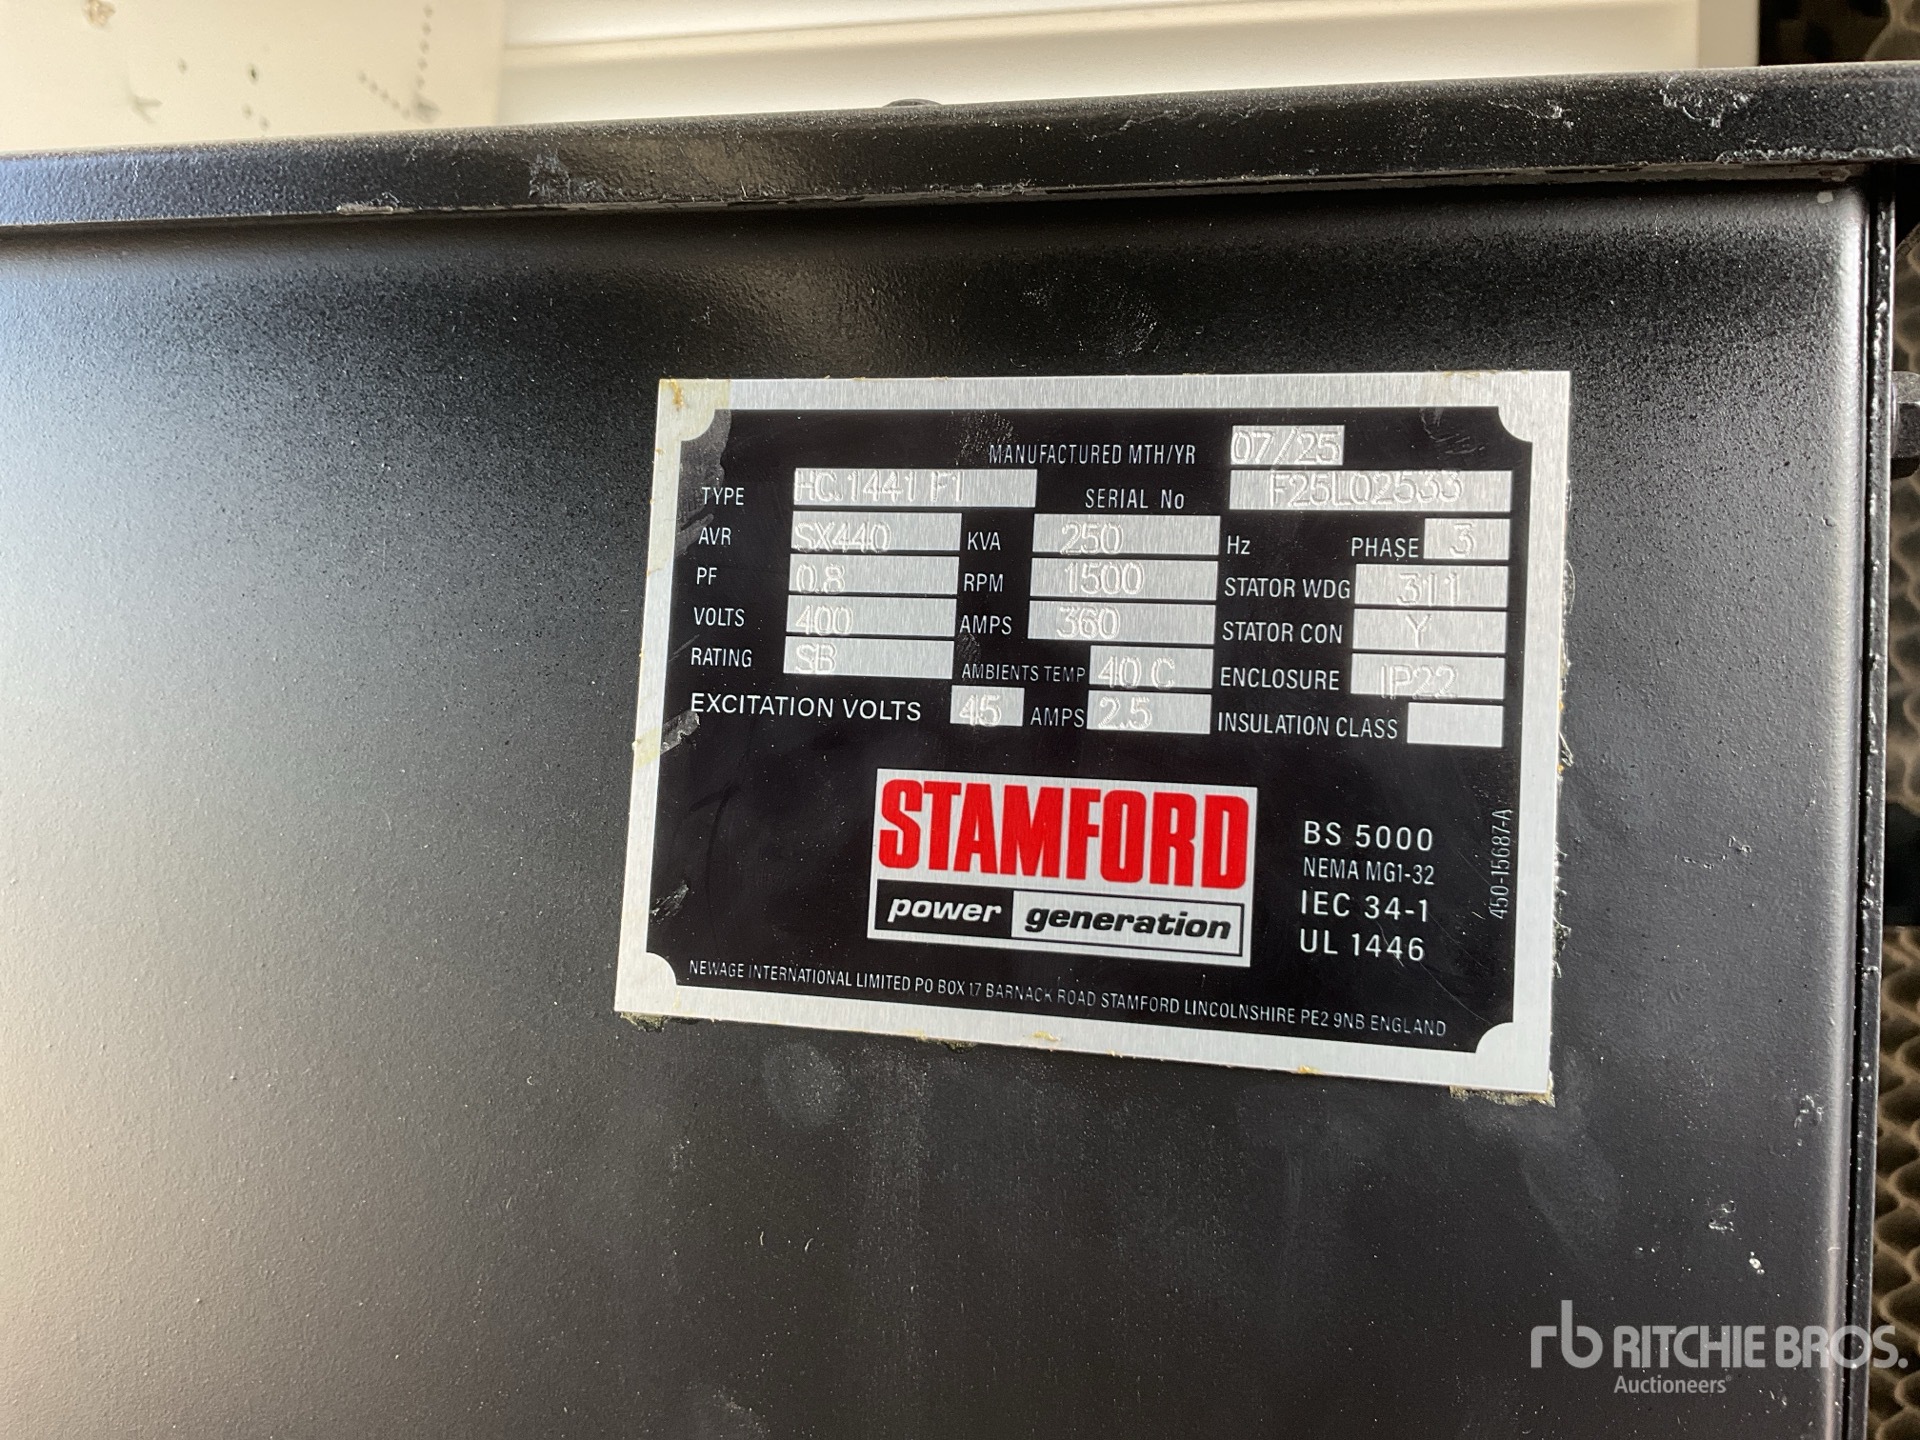 MANUFACTURED MTH/YR 07/25
TYPE HC.1441 F1 SERIAL No F25L02533
AVR SX440 KVA 250 Hz PHASE 3
PF 0.8 RPM 1500 STATOR WDG 311
VOLTS 400 AMPS 360 STATOR CON Y
RATING SB AMBIENTS TEMP 40 C ENCLOSURE IP22
EXCITATION VOLTS 45 AMPS 2.5 INSULATION CLASS
STAMFORD
power generation
BS 5000
NEMA MG1-32
IEC 34-1
UL 1446
450-15687-A
NEWAGE INTERNATIONAL LIMITED PO BOX 17 BARNACK ROAD STAMFORD LINCOLNSHIRE PE2 9NB ENGLAND
rb RITCHIE BROS.
Auctioneers